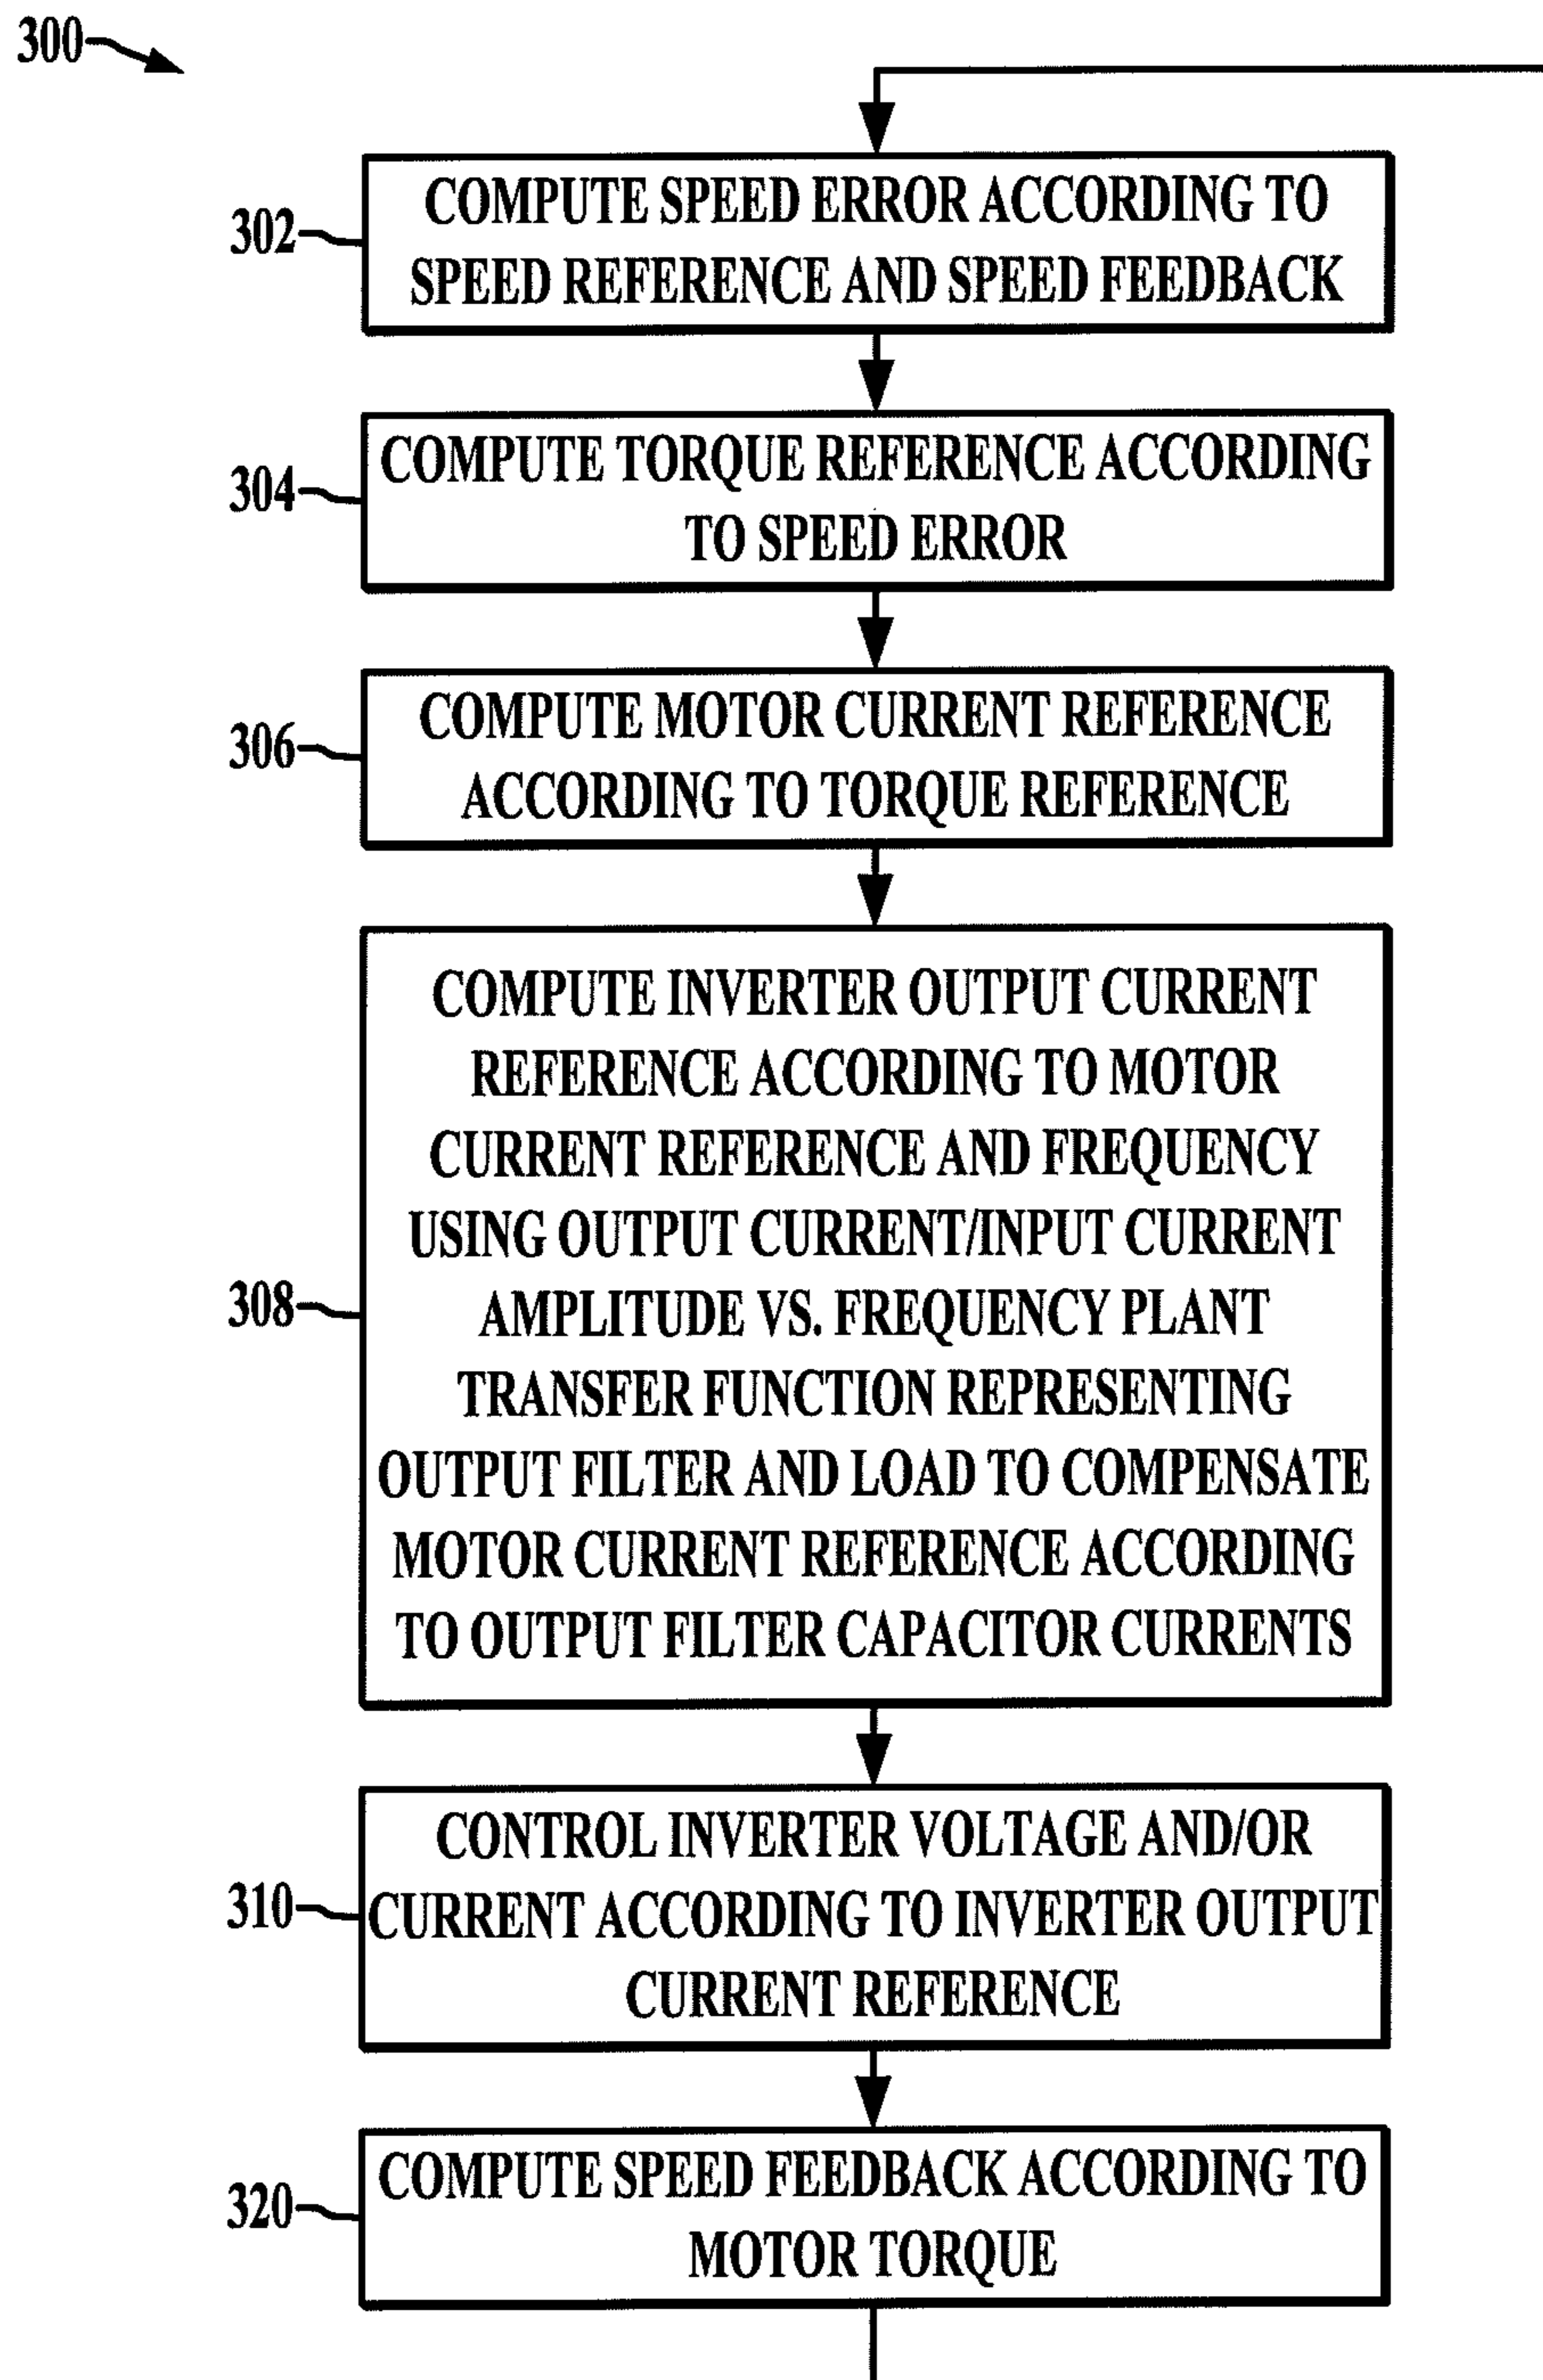 300
302
COMPUTE SPEED ERROR ACCORDING TO
SPEED REFERENCE AND SPEED FEEDBACK
304
COMPUTE TORQUE REFERENCE ACCORDING
TO SPEED ERROR
306
COMPUTE MOTOR CURRENT REFERENCE
ACCORDING TO TORQUE REFERENCE
308
COMPUTE INVERTER OUTPUT CURRENT
REFERENCE ACCORDING TO MOTOR
CURRENT REFERENCE AND FREQUENCY
USING OUTPUT CURRENT/INPUT CURRENT
AMPLITUDE VS. FREQUENCY PLANT
TRANSFER FUNCTION REPRESENTING
OUTPUT FILTER AND LOAD TO COMPENSATE
MOTOR CURRENT REFERENCE ACCORDING
TO OUTPUT FILTER CAPACITOR CURRENTS
310
CONTROL INVERTER VOLTAGE AND/OR
CURRENT ACCORDING TO INVERTER OUTPUT
CURRENT REFERENCE
320
COMPUTE SPEED FEEDBACK ACCORDING TO
MOTOR TORQUE